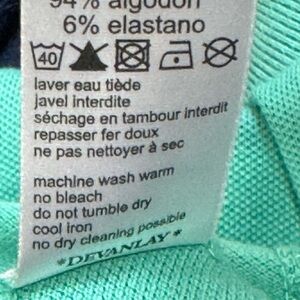 94% algodón
6% elastano
40
laver eau tiède
javel interdite
séchage en tambour interdit
repasser fer doux
ne pas nettoyer à sec
machine wash warm
no bleach
do not tumble dry
cool iron
no dry cleaning possible
*DEVANLAY*